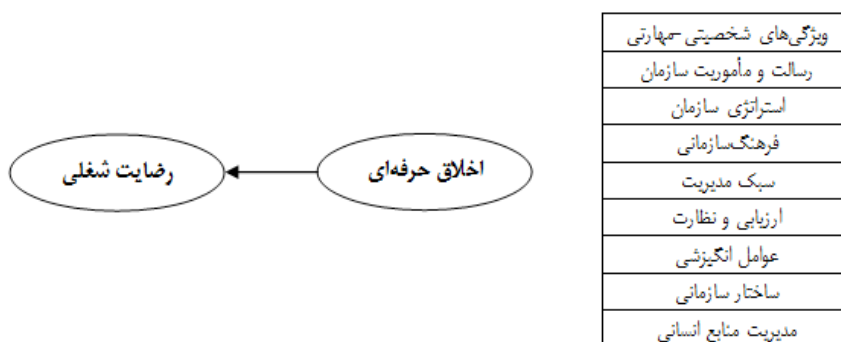 ویژگی‌های شخصیتی-مهارتی
رسالت و مأموریت سازمان
استراتژی سازمان
فرهنگ‌سازمانی
سبک مدیریت
ارزیابی و نظارت
عوامل انگیزشی
ساختار سازمانی
مدیریت منابع انسانی
اخلاق حرفه‌ای
رضایت شغلی